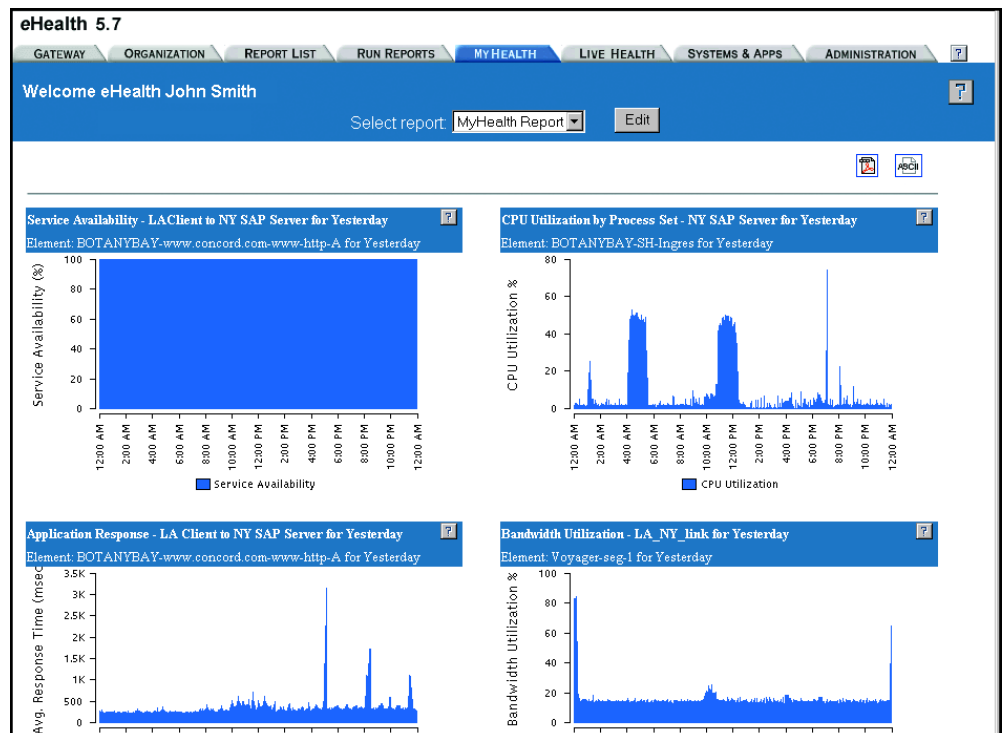 eHealth 5.7
GATEWAY ORGANIZATION REPORT LIST RUN REPORTS MYHEALTH LIVE HEALTH SYSTEMS & APPS ADMINISTRATION ?
Welcome eHealth John Smith ?
Select report: MyHealth Report Edit
ASCII
Service Availability - LAClient to NY SAP Server for Yesterday ?
Element: BOTANYBAY-www.concord.com-www-http-A for Yesterday
Service Availability (%)
100
80
60
40
20
0
12:00 AM 2:00 AM 4:00 AM 6:00 AM 8:00 AM 10:00 AM 12:00 PM 2:00 PM 4:00 PM 6:00 PM 8:00 PM 10:00 PM 12:00 AM
Service Availability
CPU Utilization by Process Set - NY SAP Server for Yesterday ?
Element: BOTANYBAY-SH-Ingres for Yesterday
CPU Utilization %
80
60
40
20
0
12:00 AM 2:00 AM 4:00 AM 6:00 AM 8:00 AM 10:00 AM 12:00 PM 2:00 PM 4:00 PM 6:00 PM 8:00 PM 10:00 PM 12:00 AM
CPU Utilization
Application Response - LA Client to NY SAP Server for Yesterday ?
Element: BOTANYBAY-www.concord.com-www-http-A for Yesterday
Avg. Response Time (msec
3.5K
3K
2.5K
2K
1.5K
1K
500
0
Bandwidth Utilization - LA_NY_link for Yesterday ?
Element: Voyager-seg-1 for Yesterday
Bandwidth Utilization %
100
80
60
40
20
0